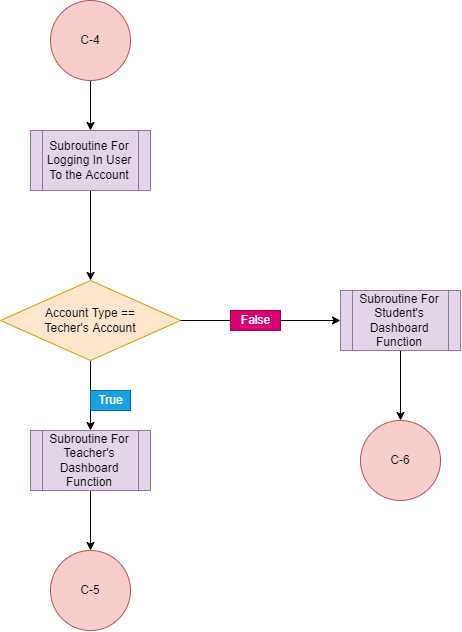 C-4
Subroutine For
Logging In User
To the Account
Account Type ==
Techer's Account
False
Subroutine For
Student's
Dashboard
Function
True
Subroutine For
Teacher's
Dashboard
Function
C-6
C-5